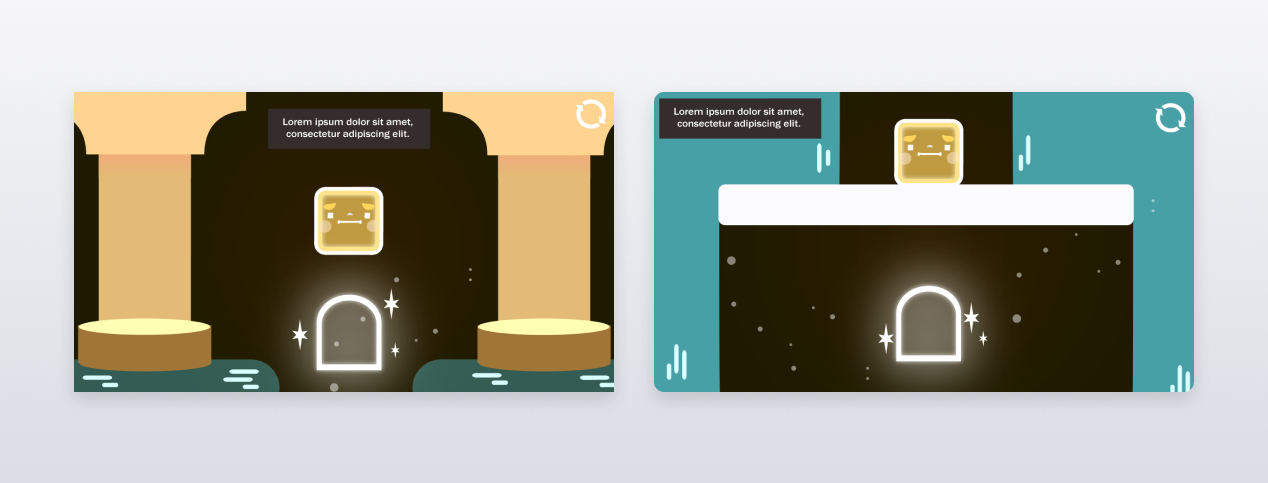 Lorem ipsum dolor sit amet,
consectetur adipiscing elit.
Lorem ipsum dolor sit amet,
consectetur adipiscing elit.